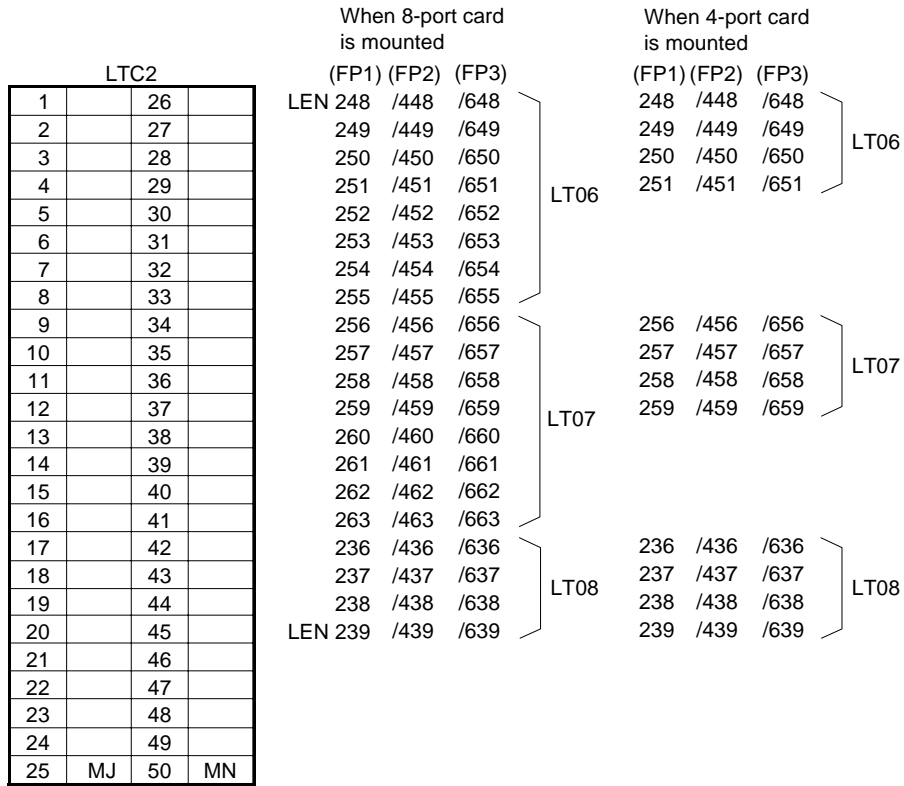 When 8-port card is mounted
When 4-port card is mounted
LTC2 (FP1) (FP2) (FP3) (FP1) (FP2) (FP3)
1 26 LEN 248 /448 /648 248 /448 /648
2 27 249 /449 /649 249 /449 /649 LT06
3 28 250 /450 /650 250 /450 /650
4 29 251 /451 /651 LT06 251 /451 /651
5 30 252 /452 /652
6 31 253 /453 /653
7 32 254 /454 /654
8 33 255 /455 /655
9 34 256 /456 /656 256 /456 /656
10 35 257 /457 /657 257 /457 /657 LT07
11 36 258 /458 /658 258 /458 /658
12 37 259 /459 /659 LT07 259 /459 /659
13 38 260 /460 /660
14 39 261 /461 /661
15 40 262 /462 /662
16 41 263 /463 /663
17 42 236 /436 /636 236 /436 /636
18 43 237 /437 /637 LT08 237 /437 /637 LT08
19 44 238 /438 /638 238 /438 /638
20 45 LEN 239 /439 /639 239 /439 /639
21 46
22 47
23 48
24 49
25 MJ 50 MN